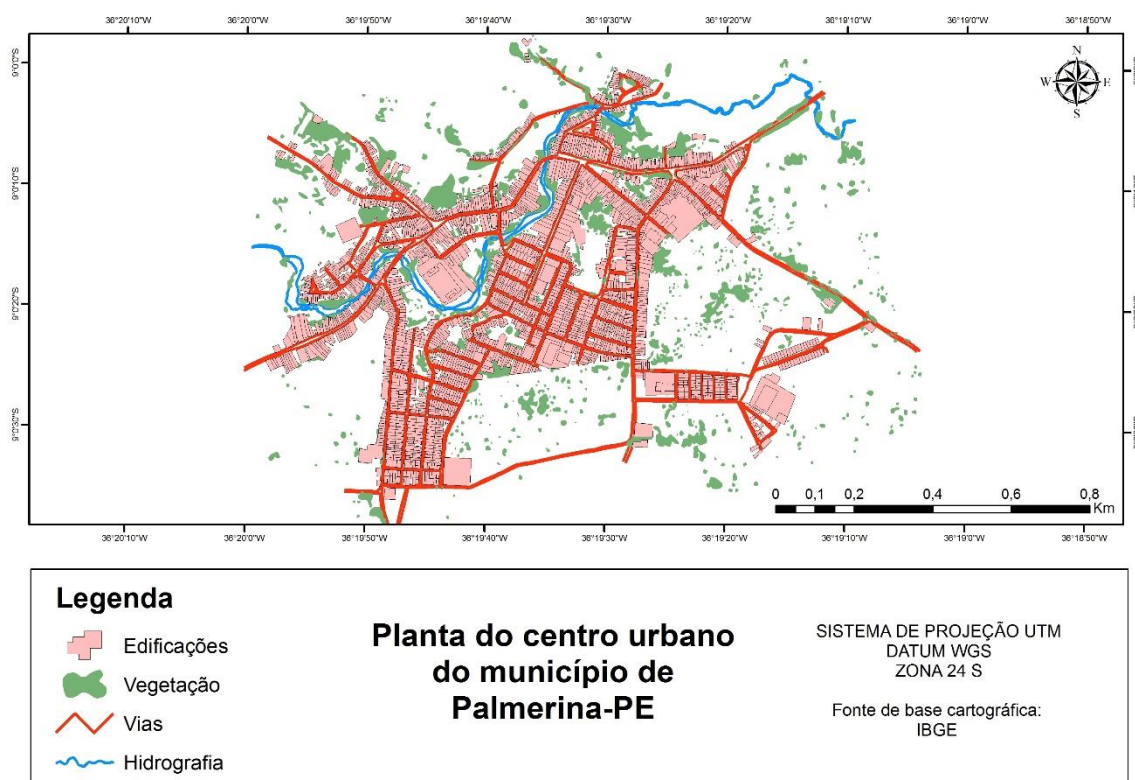 36°20'10"W 36°20'0"W 36°19'50"W 36°19'40"W 36°19'30"W 36°19'20"W 36°19'10"W 36°19'0"W 36°18'50"W
9°0'0"S
9°0'10"S
9°0'22"S
9°0'32"S
N
W E
S
0 0,1 0,2 0,4 0,6 0,8
Km
36°20'10"W 36°20'0"W 36°19'50"W 36°19'40"W 36°19'30"W 36°19'20"W 36°19'10"W 36°19'0"W 36°18'50"W
Legenda
Edificações
Vegetação
Vias
Hidrografia
Planta do centro urbano
do município de
Palmerina-PE
SISTEMA DE PROJEÇÃO UTM
DATUM WGS
ZONA 24 S
Fonte de base cartográfica:
IBGE